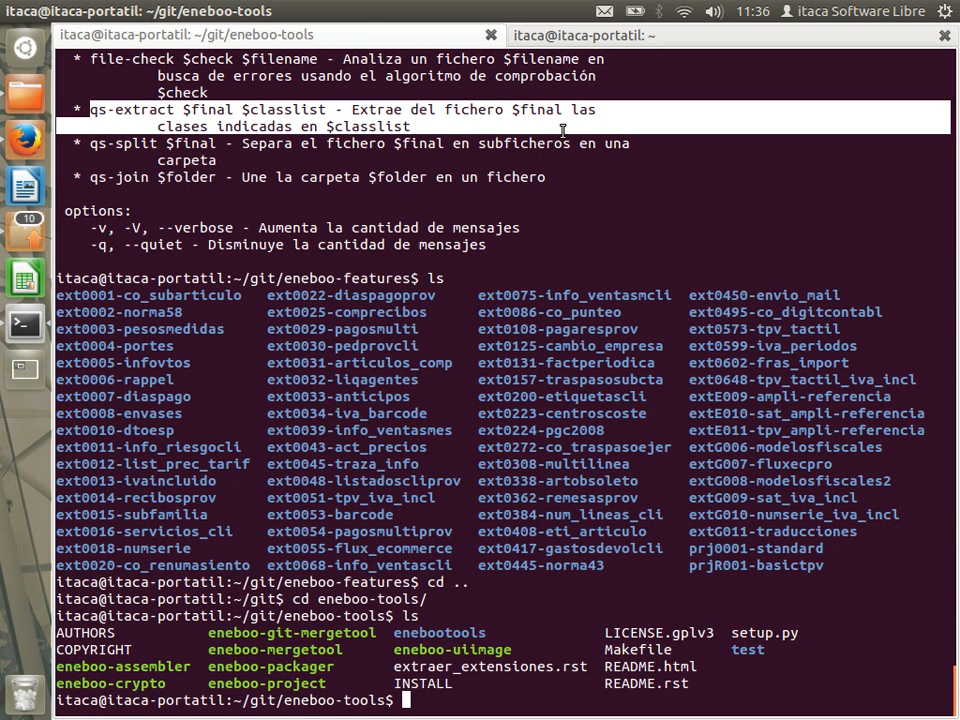 itaca@itaca-portatil: ~/git/eneboo-tools
11:36 itaca Software Libre
itaca@itaca-portatil: ~/git/eneboo-tools
itaca@itaca-portatil: ~
* file-check $check $filename - Analiza un fichero $filename en
busca de errores usando el algoritmo de comprobación
$check
* qs-extract $final $classlist - Extrae del fichero $final las
clases indicadas en $classlist
* qs-split $final - Separa el fichero $final en subficheros en una
carpeta
* qs-join $folder - Une la carpeta $folder en un fichero
options:
-v, -V, --verbose - Aumenta la cantidad de mensajes
-q, --quiet - Disminuye la cantidad de mensajes
itaca@itaca-portatil:~/git/eneboo-features$ ls
ext0001-co_subarticulo ext0022-diaspagoprov ext0075-info_ventasmcli ext0450-envio_mail
ext0002-norma58 ext0025-comprecibos ext0086-co_punteo ext0495-co_digitcontabl
ext0003-pesosmedidas ext0029-pagosmulti ext0108-pagaresprov ext0573-tpv_tactil
ext0004-portes ext0030-pedprovcli ext0125-cambio_empresa ext0599-iva_periodos
ext0005-infovtos ext0031-articulos_comp ext0131-factperiodica ext0602-fras_import
ext0006-rappel ext0032-liqagentes ext0157-traspasosubcta ext0648-tpv_tactil_iva_incl
ext0007-diaspago ext0033-anticipos ext0200-etiquetascli extE009-ampli-referencia
ext0008-envases ext0034-iva_barcode ext0223-centroscoste extE010-sat_ampli-referencia
ext0010-dtoesp ext0039-info_ventasmes ext0224-pgc2008 extE011-tpv_ampli-referencia
ext0011-info_riesgocli ext0043-act_precios ext0272-co_traspasoejer extG006-modelosfiscales
ext0012-list_prec_tarif ext0045-traza_info ext0308-multilinea extG007-fluxecpro
ext0013-ivaincluido ext0048-listadoscliprov ext0338-artobsoleto extG008-modelosfiscales2
ext0014-recibosprov ext0051-tpv_iva_incl ext0362-remesasprov extG009-sat_iva_incl
ext0015-subfamilia ext0053-barcode ext0384-num_lineas_cli extG010-numserie_iva_incl
ext0016-servicios_cli ext0054-pagosmultiprov ext0408-eti_articulo extG011-traducciones
ext0018-numserie ext0055-flux_ecommerce ext0417-gastosdevolcli prj0001-standard
ext0020-co_renumasiento ext0068-info_ventascli ext0445-norma43 prjR001-basictpv
itaca@itaca-portatil:~/git/eneboo-features$ cd ..
itaca@itaca-portatil:~/git$ cd eneboo-tools/
itaca@itaca-portatil:~/git/eneboo-tools$ ls
AUTHORS eneboo-git-mergetool enebootools LICENSE.gplv3 setup.py
COPYRIGHT eneboo-mergetool eneboo-uiimage Makefile test
eneboo-assembler eneboo-packager extraer_extensiones.rst README.html
eneboo-crypto eneboo-project INSTALL README.rst
itaca@itaca-portatil:~/git/eneboo-tools$
10